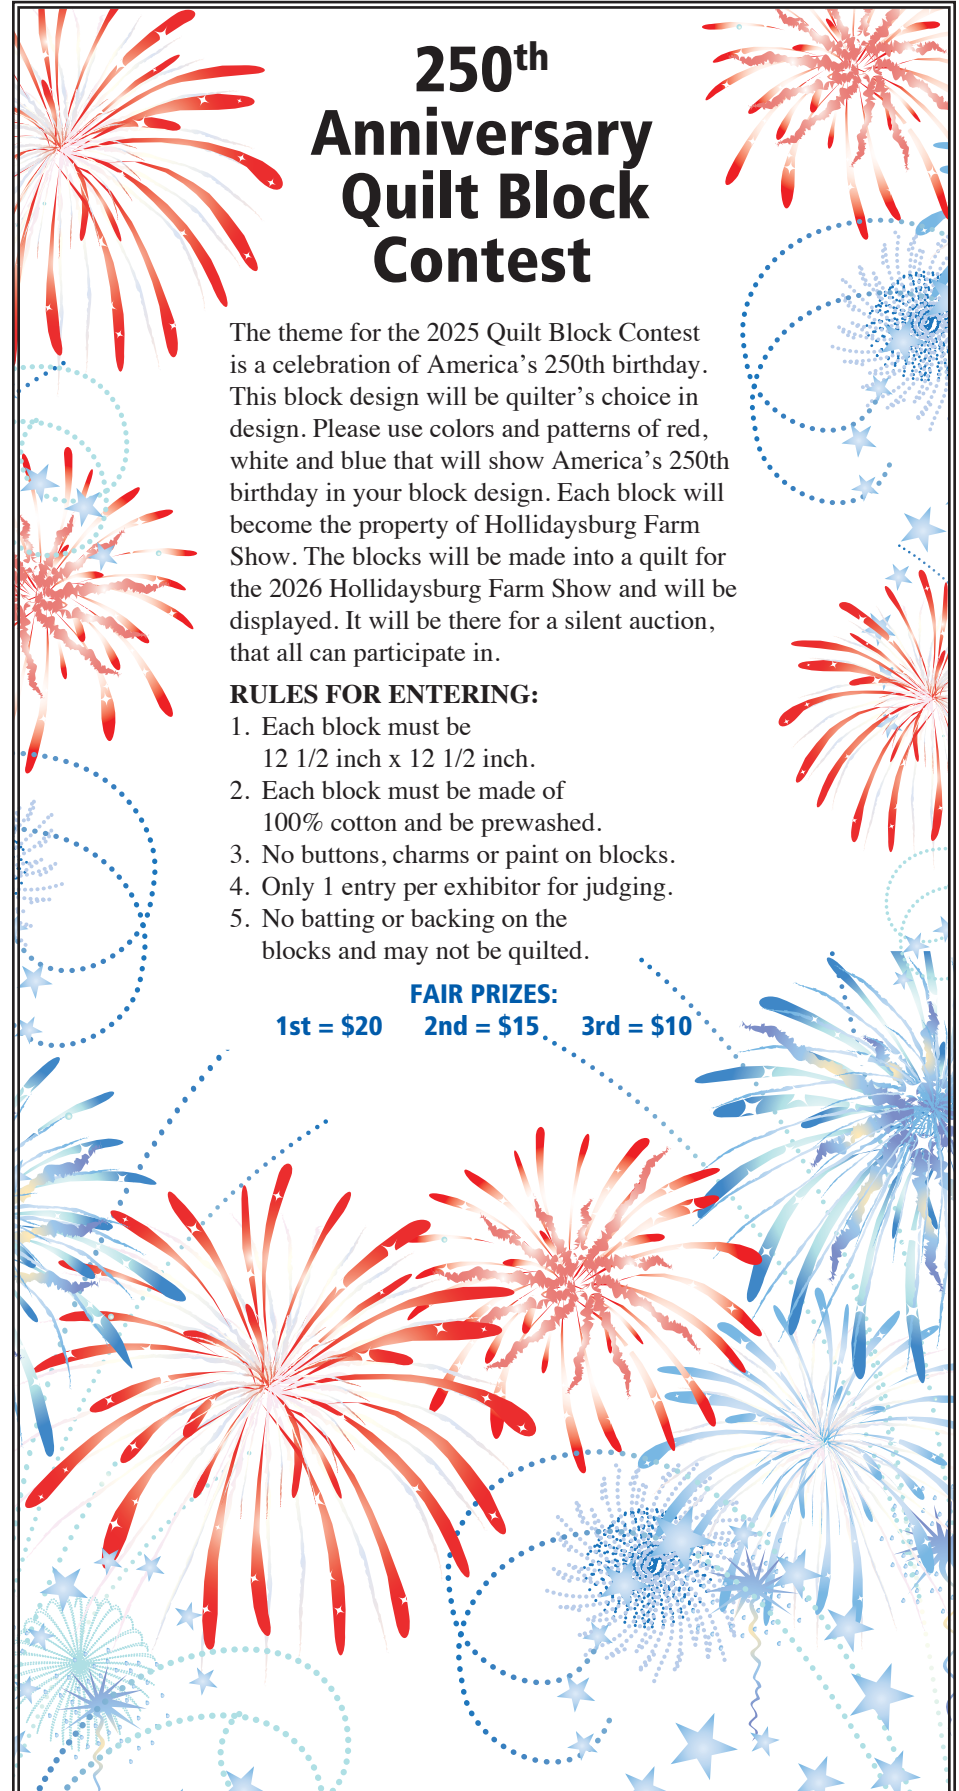 250th
Anniversary
Quilt Block
Contest
The theme for the 2025 Quilt Block Contest
is a celebration of America’s 250th birthday.
This block design will be quilter’s choice in
design. Please use colors and patterns of red,
white and blue that will show America’s 250th
birthday in your block design. Each block will
become the property of Hollidaysburg Farm
Show. The blocks will be made into a quilt for
the 2026 Hollidaysburg Farm Show and will be
displayed. It will be there for a silent auction,
that all can participate in.
RULES FOR ENTERING:
1. Each block must be
12 1/2 inch x 12 1/2 inch.
2. Each block must be made of
100% cotton and be prewashed.
3. No buttons, charms or paint on blocks.
4. Only 1 entry per exhibitor for judging.
5. No batting or backing on the
blocks and may not be quilted.
FAIR PRIZES:
1st = $20 2nd = $15 3rd = $10